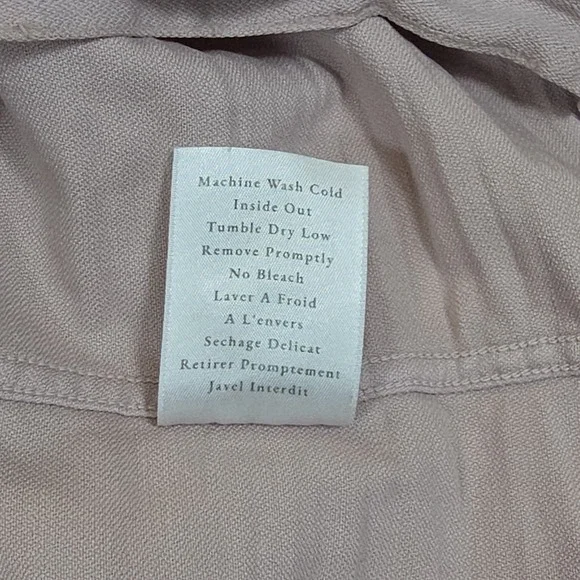 Machine Wash Cold
Inside Out
Tumble Dry Low
Remove Promptly
No Bleach
Laver A Froid
A L'envers
Sechage Delicat
Retirer Promptement
Javel Interdit